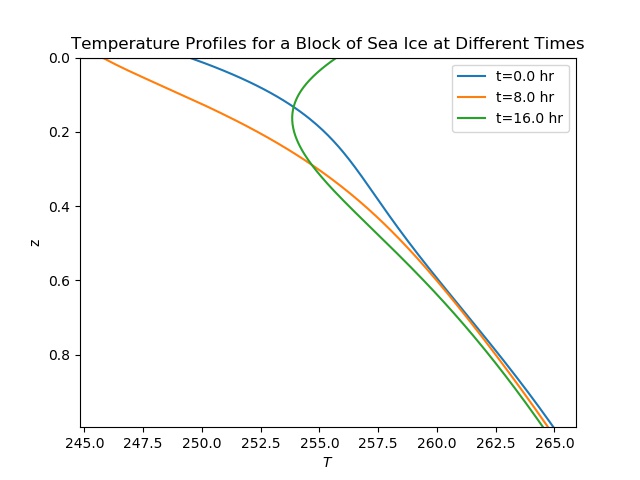 Temperature Profiles for a Block of Sea Ice at Different Times
t=0.0 hr
t=8.0 hr
t=16.0 hr
0.0
0.2
0.4
0.6
0.8
z
245.0 247.5 250.0 252.5 255.0 257.5 260.0 262.5 265.0
T